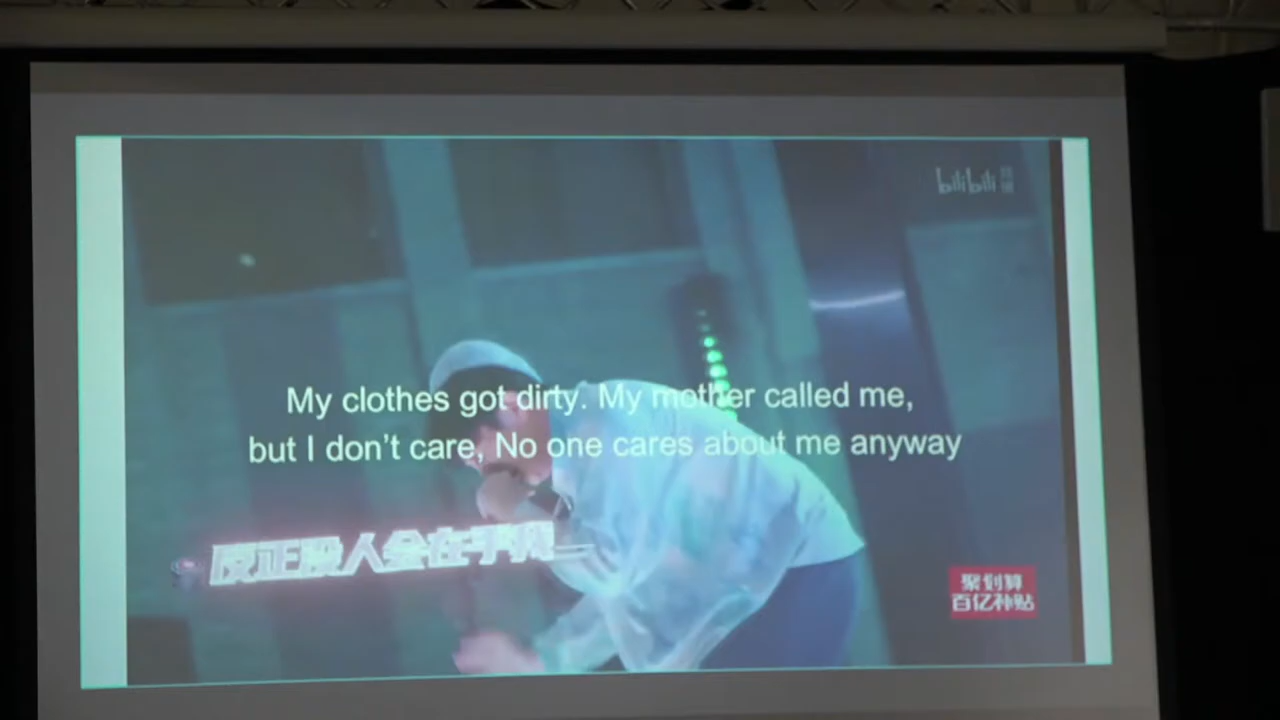 bilibili
My clothes got dirty. My mother called me,
but I don't care, No one cares about me anyway
反正没人会在乎我
聚划算
百亿补贴